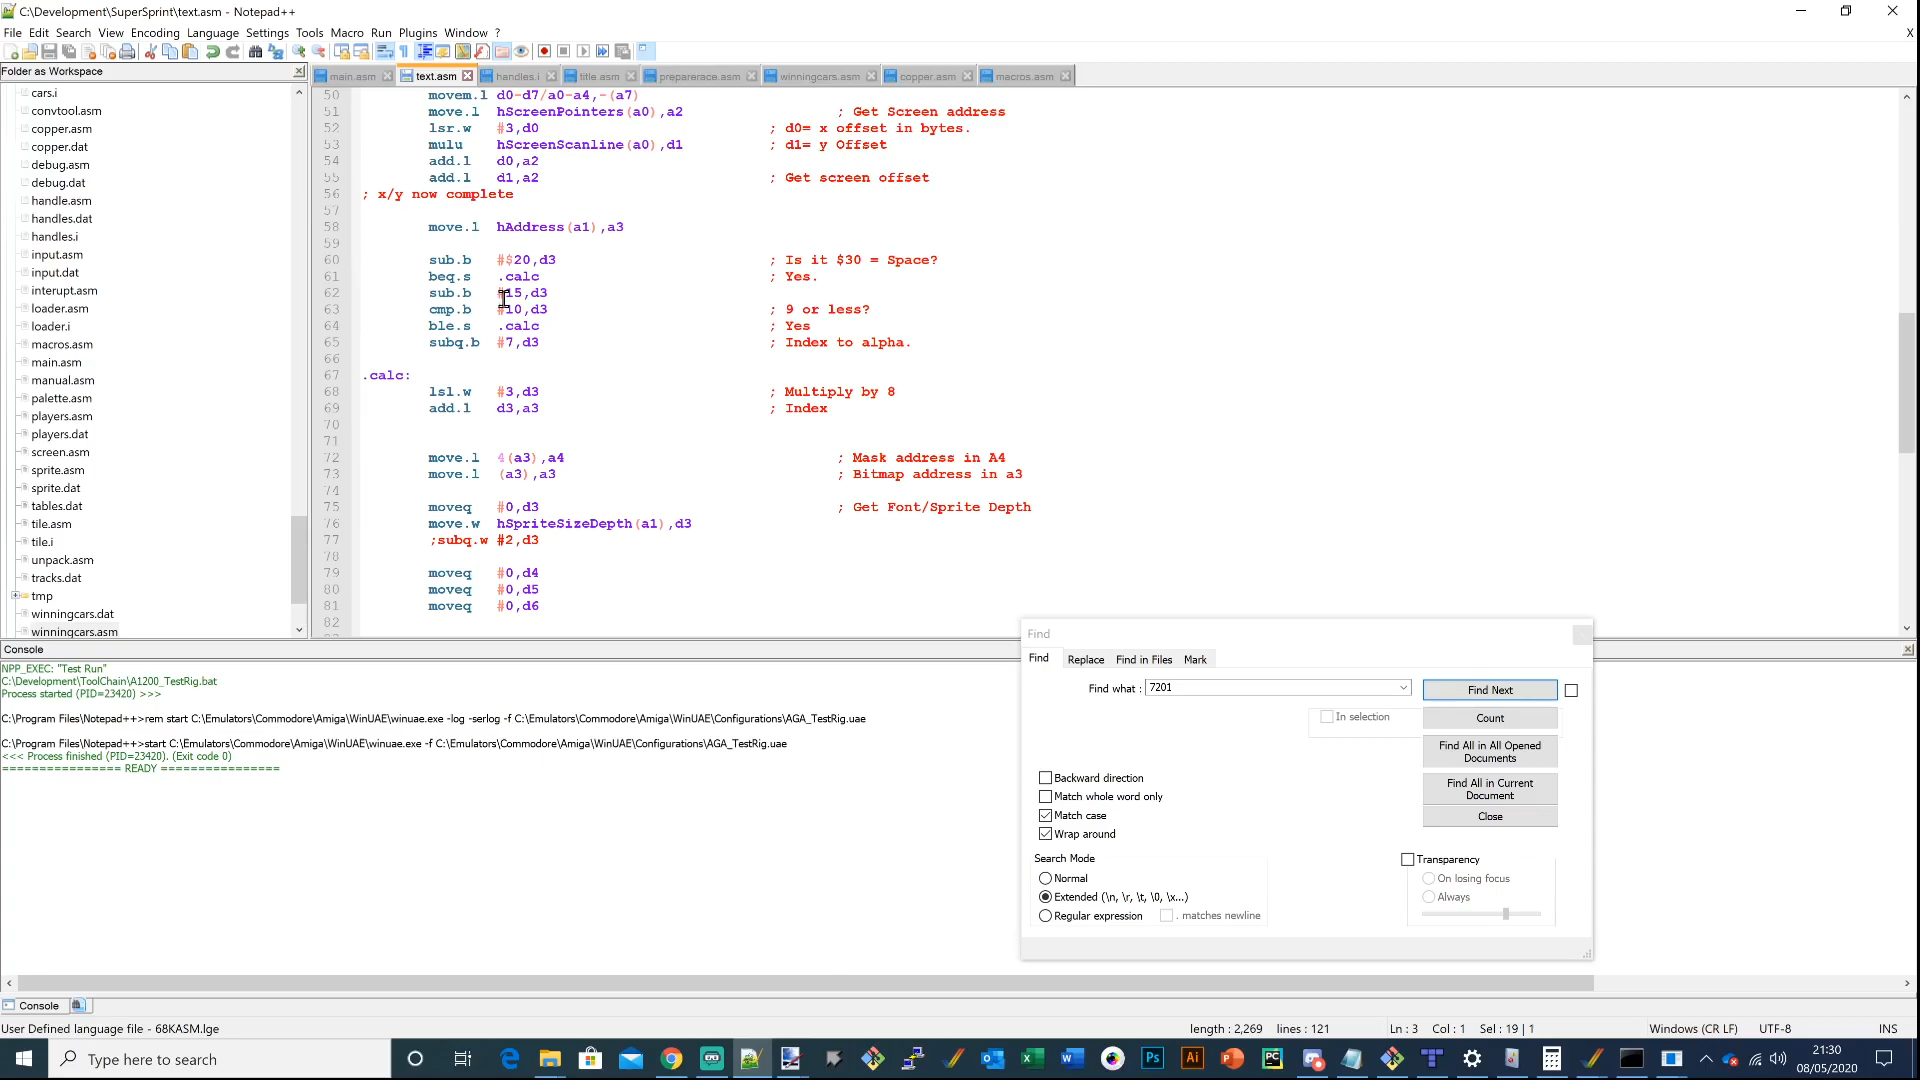 C:\Development\SuperSprint\text.asm - Notepad++
File Edit Search View Encoding Language Settings Tools Macro Run Plugins Window ? X
Folder as Workspace
main.asm text.asm handles.i title.asm preparerace.asm winningcars.asm copper.asm macros.asm
cars.i
convtool.asm
copper.asm
copper.dat
debug.asm
debug.dat
handle.asm
handles.dat
handles.i
input.asm
input.dat
interupt.asm
loader.asm
loader.i
macros.asm
main.asm
manual.asm
palette.asm
players.asm
players.dat
screen.asm
sprite.asm
sprite.dat
tables.dat
tile.asm
tile.i
unpack.asm
tracks.dat
tmp
winningcars.dat
winningcars.asm
50 movem.l d0-d7/a0-a4,-(a7)
51 move.l hScreenPointers(a0),a2 ; Get Screen address
52 lsr.w #3,d0 ; d0= x offset in bytes.
53 mulu hScreenScanline(a0),d1 ; d1= y Offset
54 add.l d0,a2
55 add.l d1,a2 ; Get screen offset
56 ; x/y now complete
57
58 move.l hAddress(a1),a3
59
60 sub.b #$20,d3 ; Is it $30 = Space?
61 beq.s .calc ; Yes.
62 sub.b #15,d3
63 cmp.b #10,d3 ; 9 or less?
64 ble.s .calc ; Yes
65 subq.b #7,d3 ; Index to alpha.
66
67 .calc:
68 lsl.w #3,d3 ; Multiply by 8
69 add.l d3,a3 ; Index
70
71
72 move.l 4(a3),a4 ; Mask address in A4
73 move.l (a3),a3 ; Bitmap address in a3
74
75 moveq #0,d3 ; Get Font/Sprite Depth
76 move.w hSpriteSizeDepth(a1),d3
77 ;subq.w #2,d3
78
79 moveq #0,d4
80 moveq #0,d5
81 moveq #0,d6
82
Console
NPP_EXEC: "Test Run"
C:\Development\ToolChain\A1200_TestRig.bat
Process started (PID=23420) >>>
C:\Program Files\Notepad++>rem start C:\Emulators\Commodore\Amiga\WinUAE\winuae.exe -log -serlog -f C:\Emulators\Commodore\Amiga\WinUAE\Configurations\AGA_TestRig.uae
C:\Program Files\Notepad++>start C:\Emulators\Commodore\Amiga\WinUAE\winuae.exe -f C:\Emulators\Commodore\Amiga\WinUAE\Configurations\AGA_TestRig.uae
<<< Process finished (PID=23420). (Exit code 0)
================ READY ================
Find
Find Replace Find in Files Mark
Find what : 7201 Find Next
In selection Count
Find All in All Opened Documents
Find All in Current Document
Close
Backward direction
Match whole word only
Match case
Wrap around
Search Mode
Normal
Extended (\n, \r, \t, \0, \x...)
Regular expression . matches newline
Transparency
On losing focus
Always
Console
User Defined language file - 68KASM.lge length : 2,269 lines : 121 Ln : 3 Col : 1 Sel : 19 | 1 Windows (CR LF) UTF-8 INS
Type here to search
21:30
08/05/2020